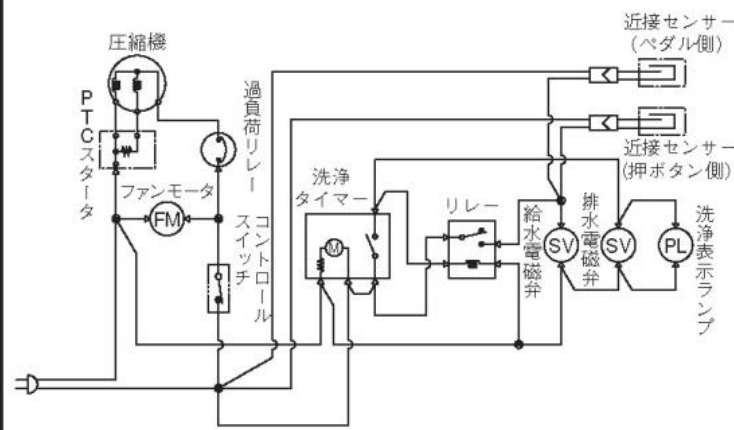 近接センサー
(ペダル側)
圧縮機
PTCスタータ
過負荷リレー
近接センサー
(押ボタン側)
ファンモータ
FM
コントロール
スイッチ
洗浄
タイマー
M
リレー
給水電磁弁
SV
排水電磁弁
SV
PL
洗浄表示ランプ